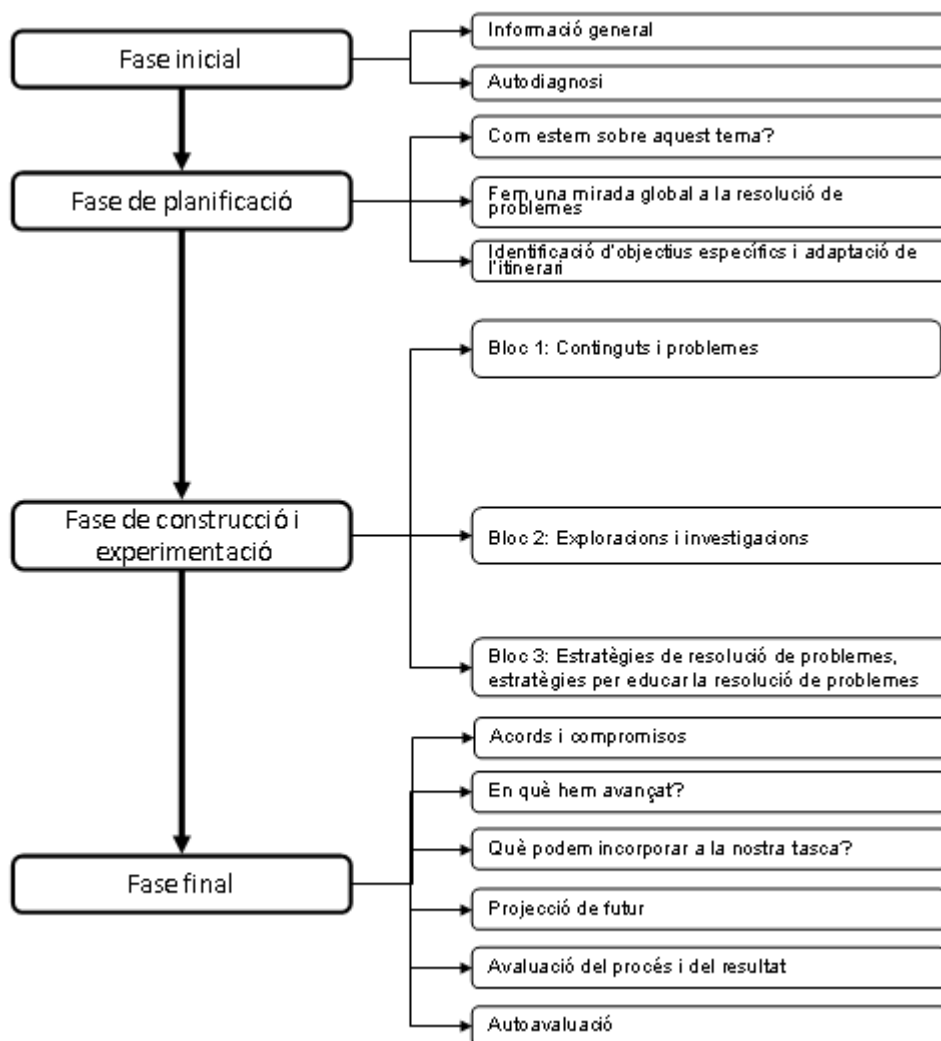 Fase inicial
Informació general
Autodiagnosi
Fase de planificació
Com estem sobre aquest tema?
Fem una mirada global a la resolució de
problemes
Identificació d'objectius específics i adaptació de
l'itinerari
Fase de construcció i
experimentació
Bloc 1: Continguts i problemes
Bloc 2: Exploracions i investigacions
Bloc 3: Estratègies de resolució de problemes,
estratègies per educar la resolució de problemes
Fase final
Acords i compromisos
En què hem avançat?
Què podem incorporar a la nostra tasca?
Projecció de futur
Avaluació del procés i del resultat
Autoavaluació